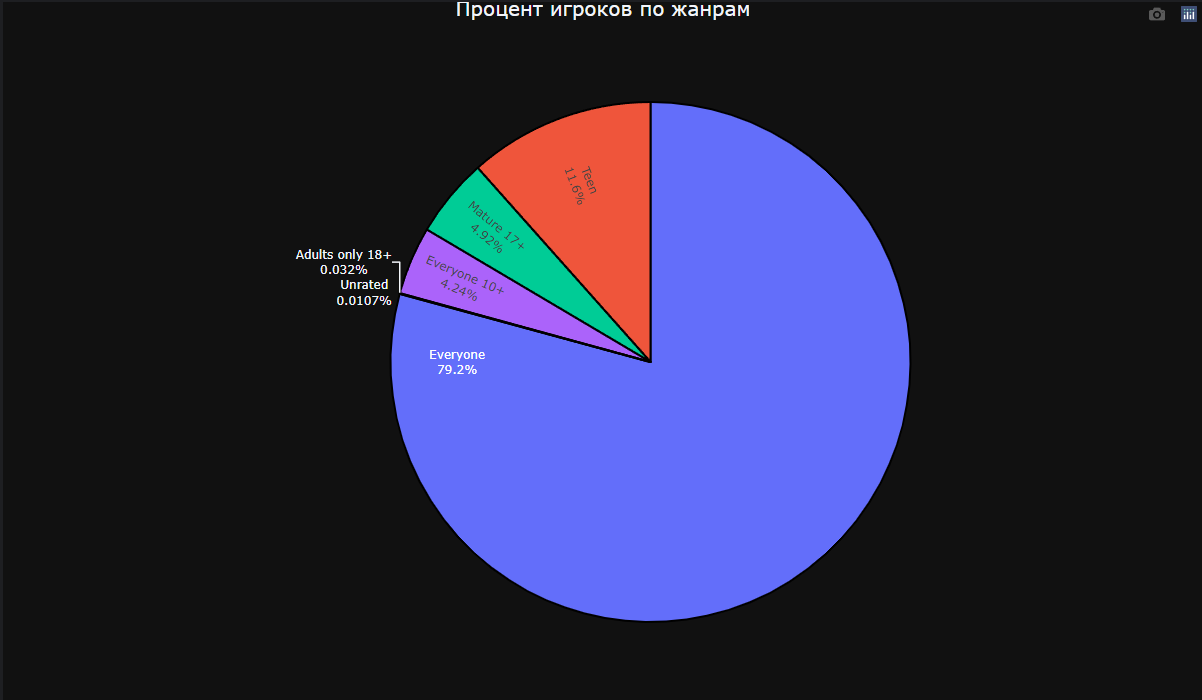 Процент игроков по жанрам
Teen
11.6%
Mature 17+
4.92%
Everyone 10+
4.24%
Adults only 18+
0.032%
Unrated
0.0107%
Everyone
79.2%